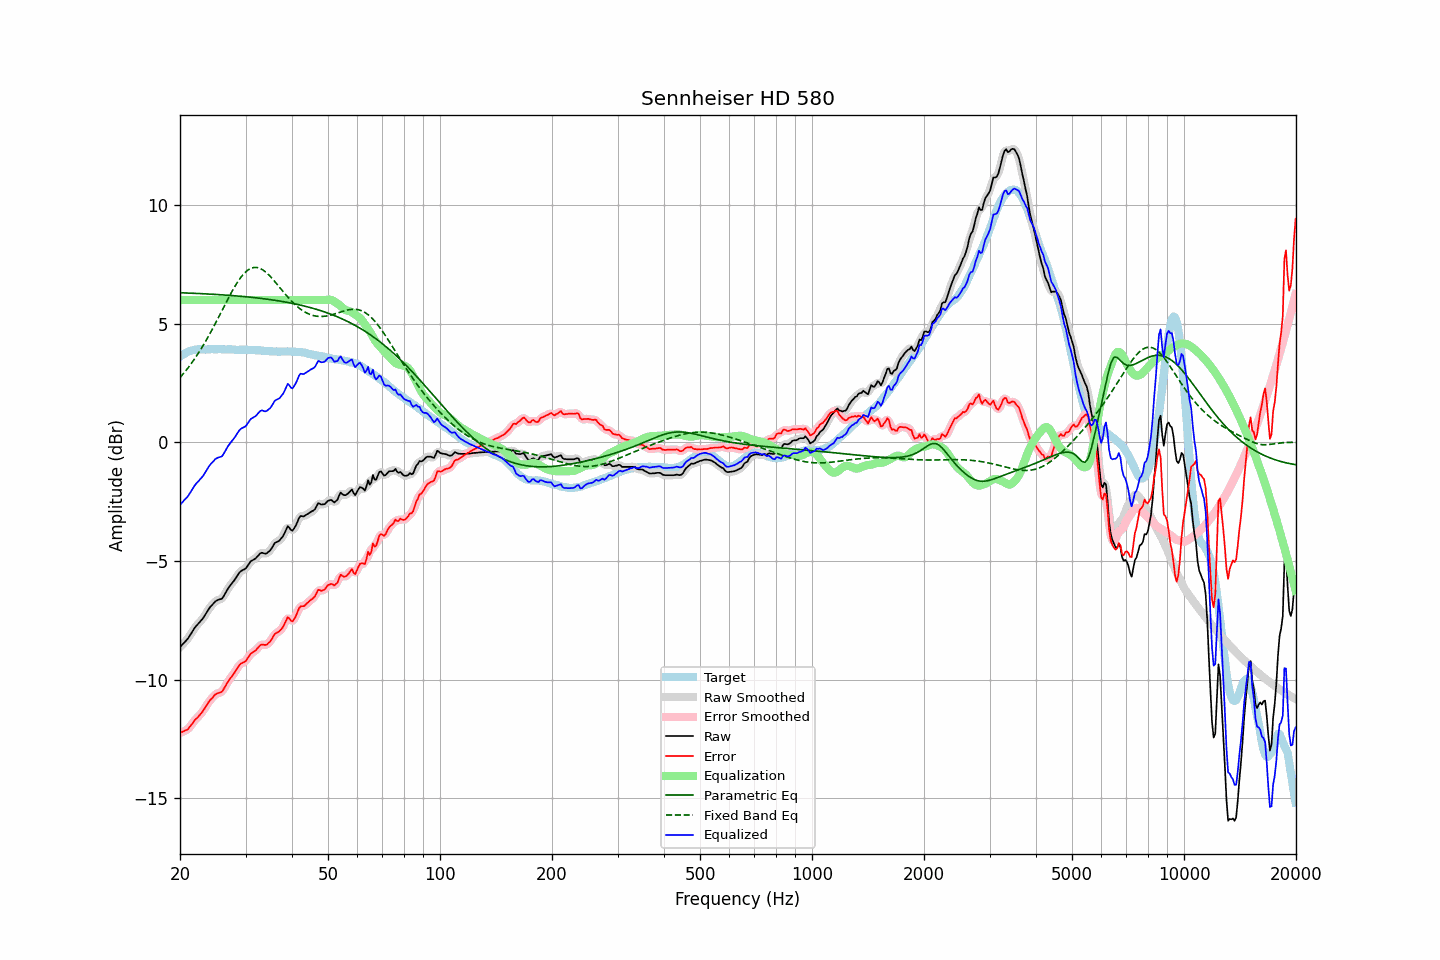 Sennheiser HD 580
Amplitude (dBr)
10
5
0
−5
−10
−15
Target
Raw Smoothed
Error Smoothed
Raw
Error
Equalization
Parametric Eq
Fixed Band Eq
Equalized
20 50 100 200 500 1000 2000 5000 10000 20000
Frequency (Hz)